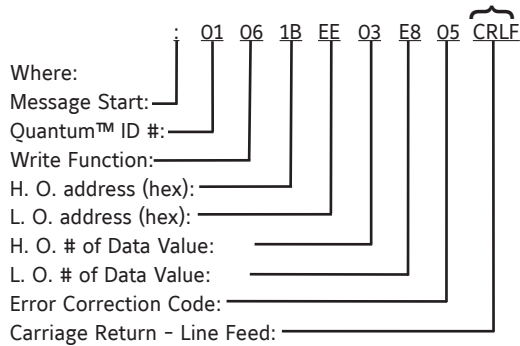 : 01 06 1B EE 03 E8 05 CRLF
Where:
Message Start:
Quantum™ ID #:
Write Function:
H. O. address (hex):
L. O. address (hex):
H. O. # of Data Value:
L. O. # of Data Value:
Error Correction Code:
Carriage Return - Line Feed: